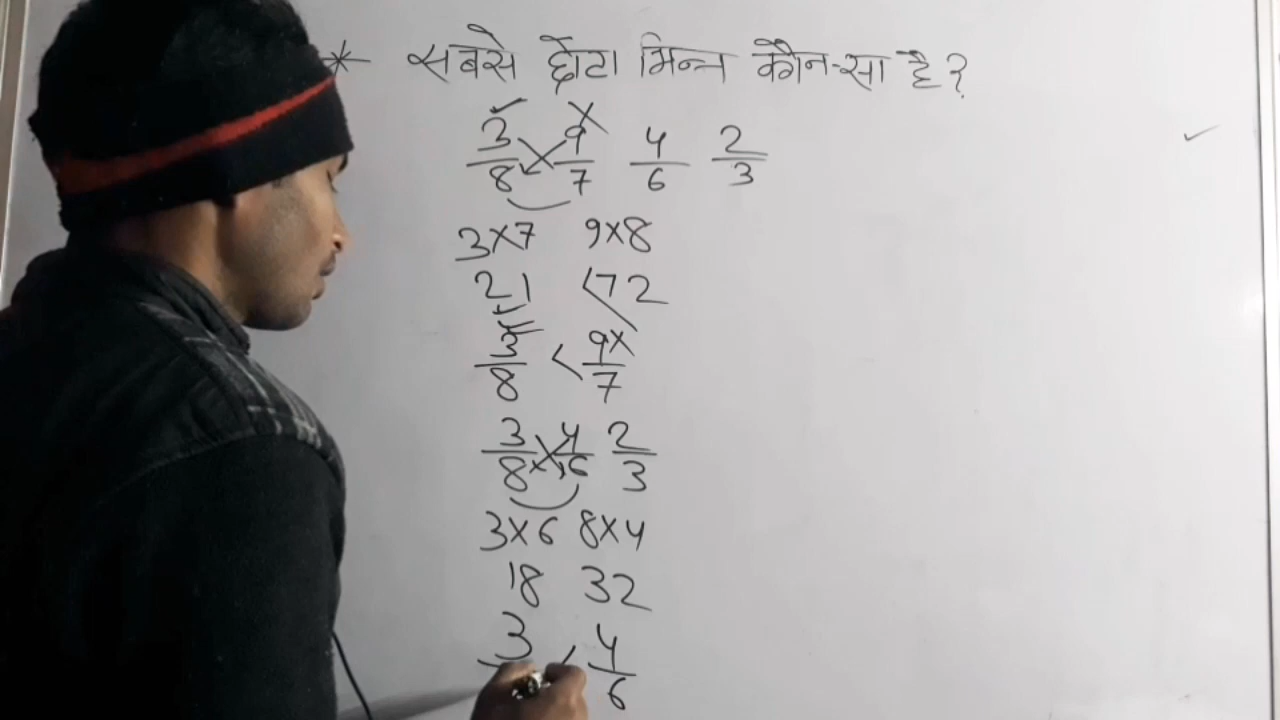 * सबसे छोटा भिन्न कौन-सा है?
3/8 9/7 4/6 2/3
3×7 9×8
21 <72
3/8 < 9/7
3/8 4/6 2/3
3×6 8×4
18 32
3 < 4/6